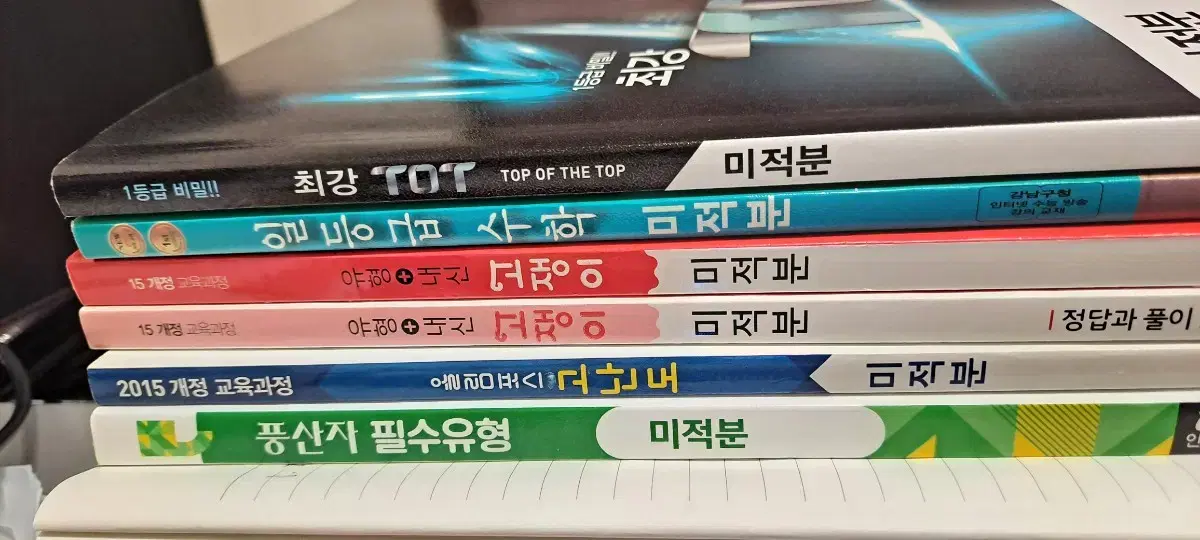 1등급 비밀!
최강
1등급 비밀!! 최강 TOT TOP OF THE TOP 미적분
일등급 수학 미적분
강남구청
인터넷 수능 방송
강의 교재
15 개정 교육과정 유형+내신 고쟁이 미적분
15 개정 교육과정 유형+내신 고쟁이 미적분 정답과 풀이
2015 개정 교육과정 올림포스 고난도 미적분
풍산자 필수유형 미적분